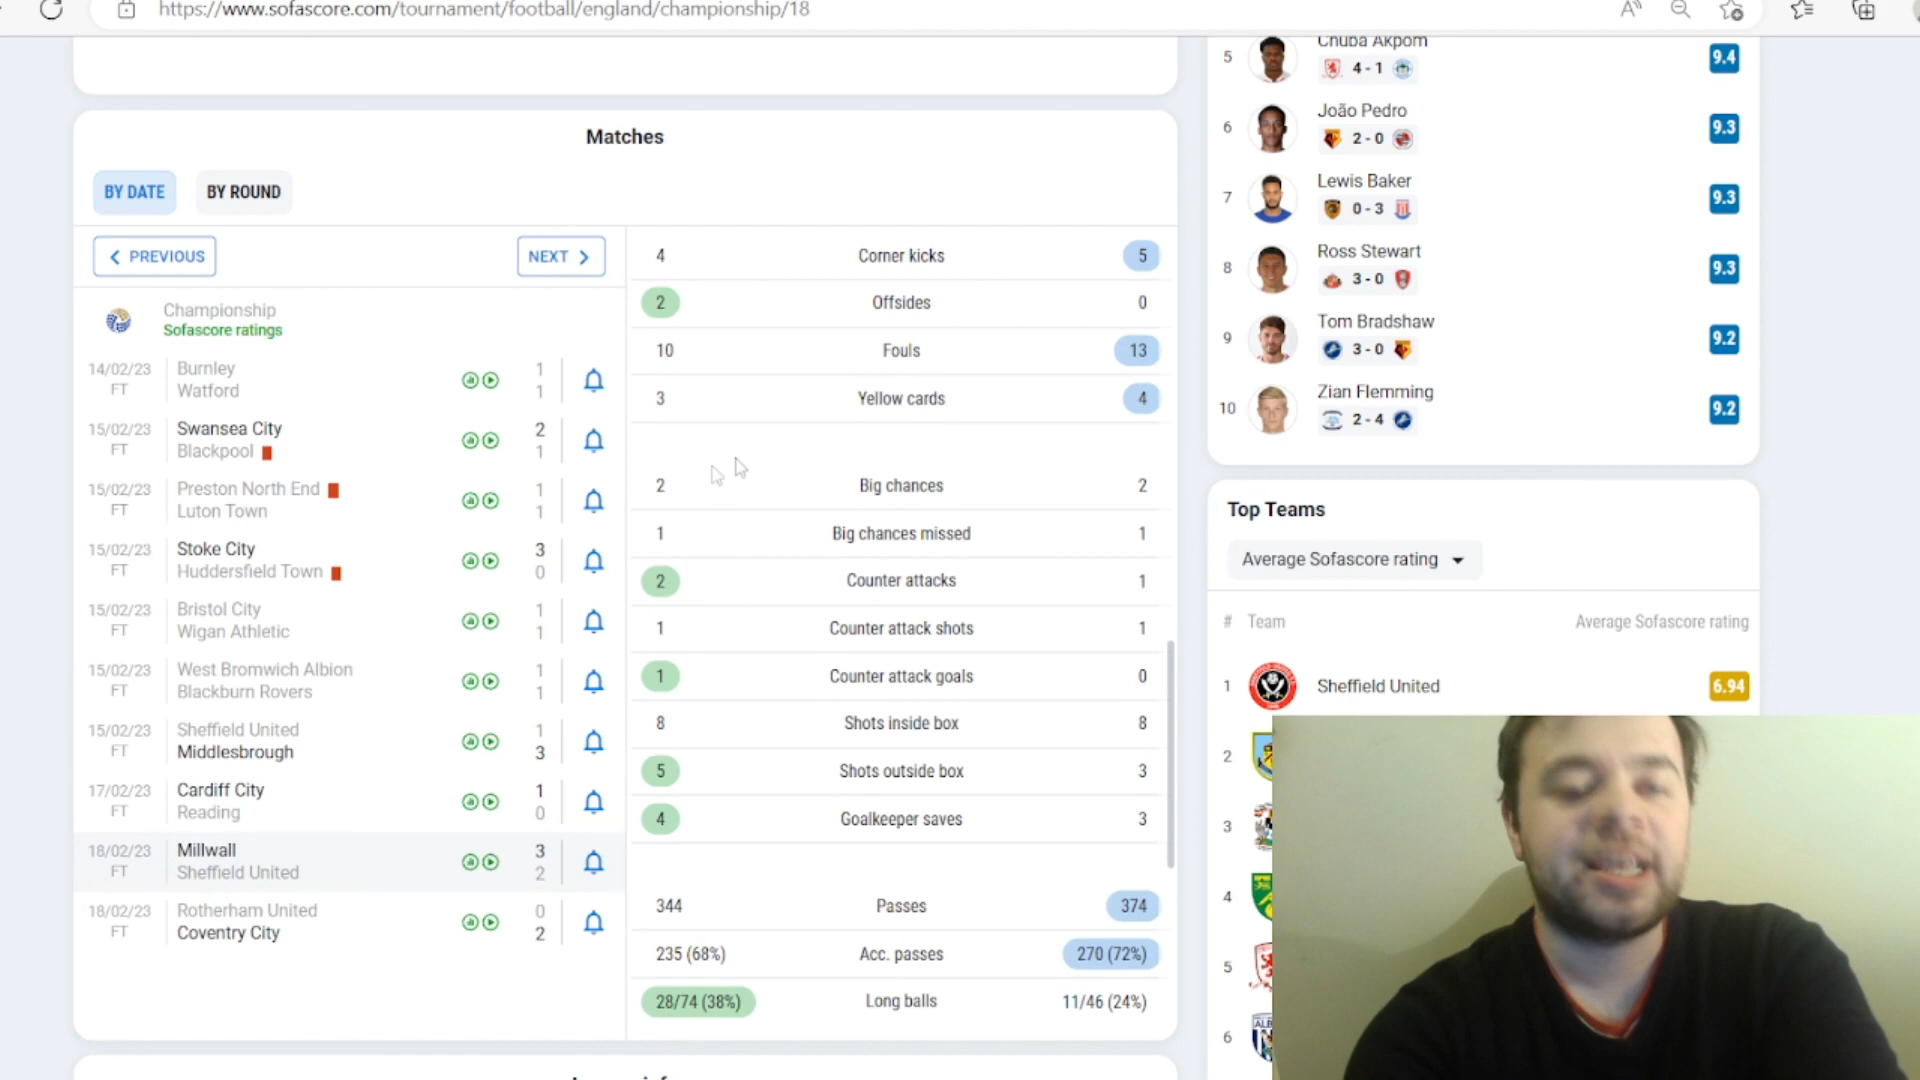 https://www.sofascore.com/tournament/football/england/championship/18
Matches
BY DATE
BY ROUND
PREVIOUS
NEXT
Championship
Sofascore ratings
14/02/23 Burnley 1
FT Watford 1
15/02/23 Swansea City 2
FT Blackpool 1
15/02/23 Preston North End 1
FT Luton Town 1
15/02/23 Stoke City 3
FT Huddersfield Town 0
15/02/23 Bristol City 1
FT Wigan Athletic 1
15/02/23 West Bromwich Albion 1
FT Blackburn Rovers 1
15/02/23 Sheffield United 1
FT Middlesbrough 3
17/02/23 Cardiff City 1
FT Reading 0
18/02/23 Millwall 3
FT Sheffield United 2
18/02/23 Rotherham United 0
FT Coventry City 2
4 Corner kicks 5
2 Offsides 0
10 Fouls 13
3 Yellow cards 4
2 Big chances 2
1 Big chances missed 1
2 Counter attacks 1
1 Counter attack shots 1
1 Counter attack goals 0
8 Shots inside box 8
5 Shots outside box 3
4 Goalkeeper saves 3
344 Passes 374
235 (68%) Acc. passes 270 (72%)
28/74 (38%) Long balls 11/46 (24%)
5 Chuba Akpom 9.4
4 - 1
6 João Pedro 9.3
2 - 0
7 Lewis Baker 9.3
0 - 3
8 Ross Stewart 9.3
3 - 0
9 Tom Bradshaw 9.2
3 - 0
10 Zian Flemming 9.2
2 - 4
Top Teams
Average Sofascore rating
# Team Average Sofascore rating
1 Sheffield United 6.94
2
3
4
5
6